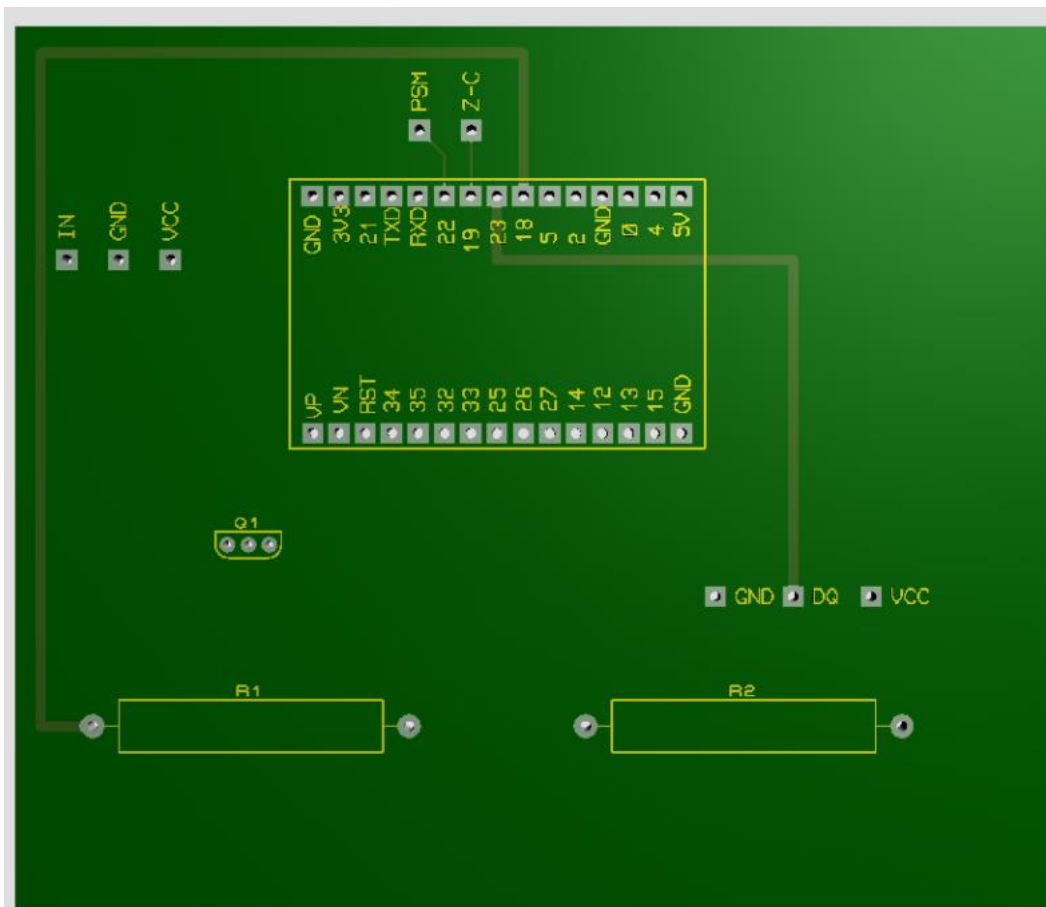 PSM
Z-C
IN
GND
VCC
GND
3V3
21
TXD
RXD
22
19
23
18
5
2
GND
0
4
5V
VP
VN
RST
34
35
32
33
25
26
27
14
12
13
15
GND
Q1
GND DQ VCC
R1 R2